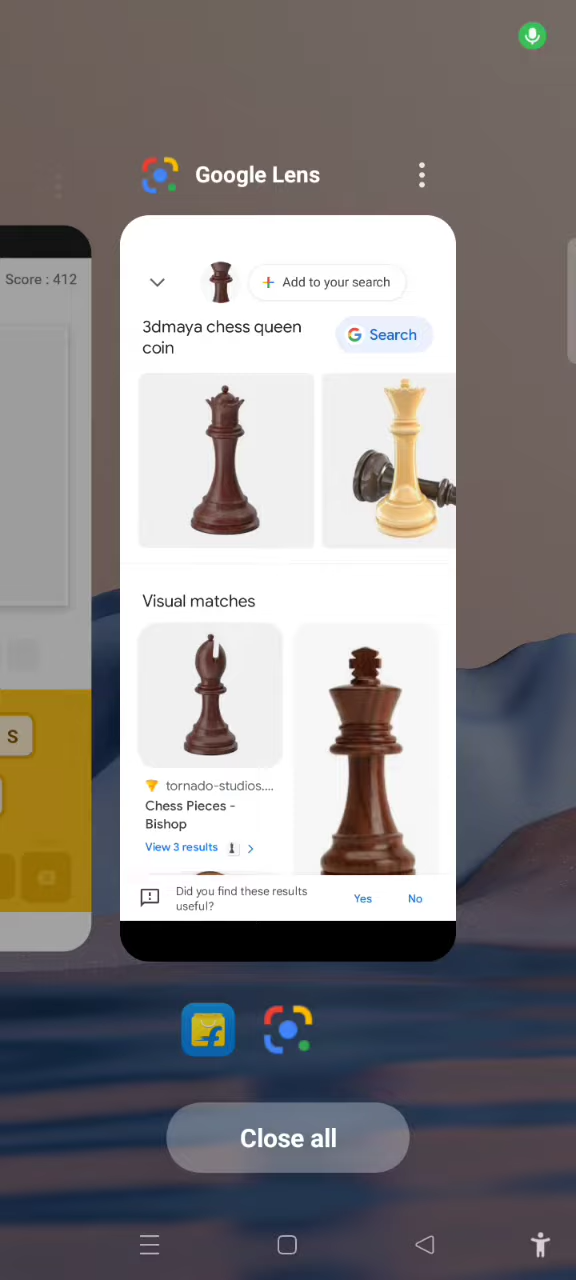 Google Lens
Score : 412
Add to your search
3dmaya chess queen
coin
Search
Visual matches
S
tornado-studios....
Chess Pieces -
Bishop
View 3 results
Did you find these results
useful?
Yes
No
Close all